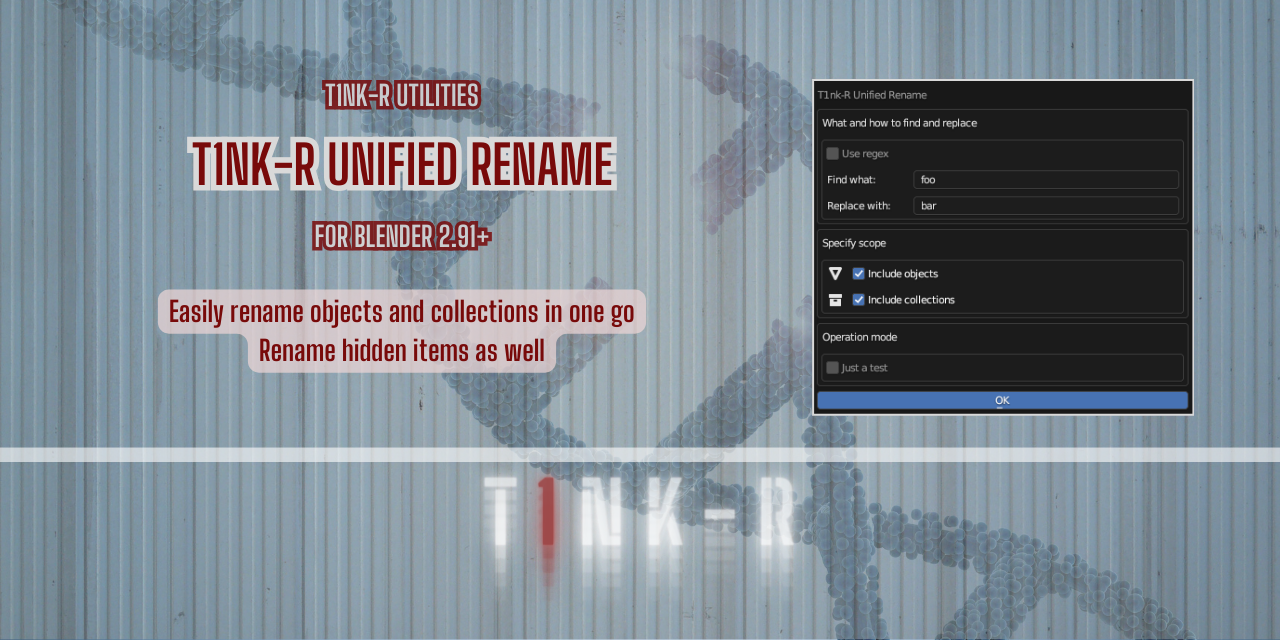 T1NK-R UTILITIES
T1NK-R UNIFIED RENAME
FOR BLENDER 2.91+
Easily rename objects and collections in one go
Rename hidden items as well
T1nk-R Unified Rename
What and how to find and replace
Use regex
Find what: foo
Replace with: bar
Specify scope
Include objects
Include collections
Operation mode
Just a test
OK
T1NK-R